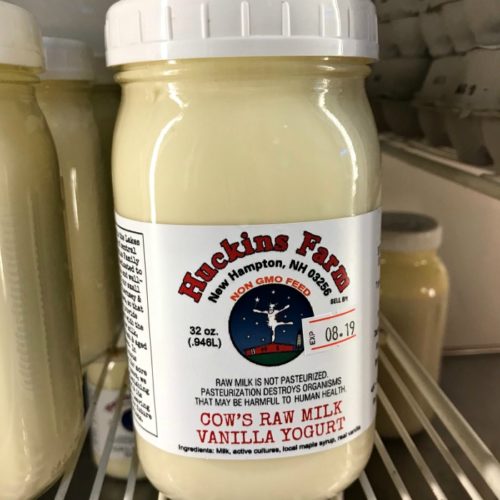 Huckins Farm
New Hampton, NH 03256
NON GMO FEED
SELL BY
32 oz.
(.946L)
EXP 08.19
RAW MILK IS NOT PASTEURIZED.
PASTEURIZATION DESTROYS ORGANISMS
THAT MAY BE HARMFUL TO HUMAN HEALTH.
COW'S RAW MILK
VANILLA YOGURT
Ingredients: Milk, active cultures, local maple syrup, real vanilla